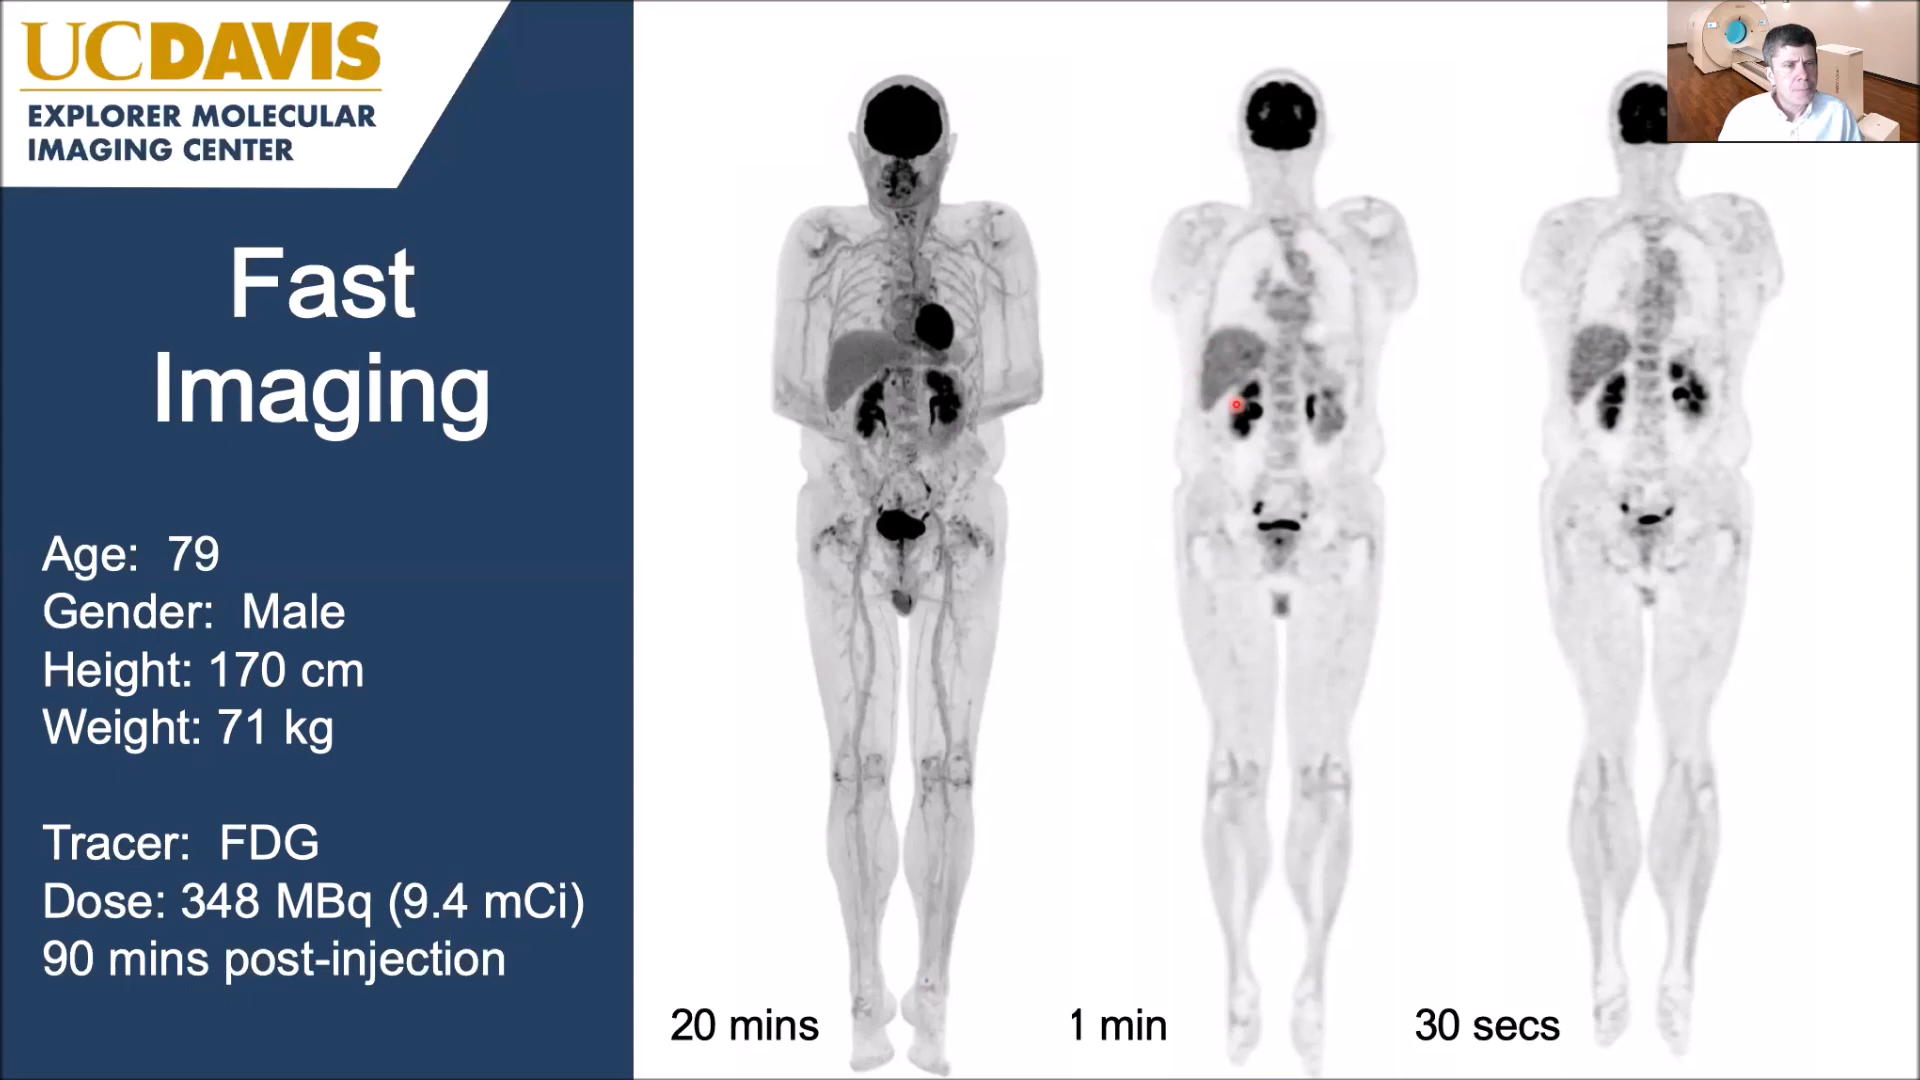 UCDAVIS
EXPLORER MOLECULAR
IMAGING CENTER
Fast
Imaging
Age: 79
Gender: Male
Height: 170 cm
Weight: 71 kg
Tracer: FDG
Dose: 348 MBq (9.4 mCi)
90 mins post-injection
20 mins
1 min
30 secs